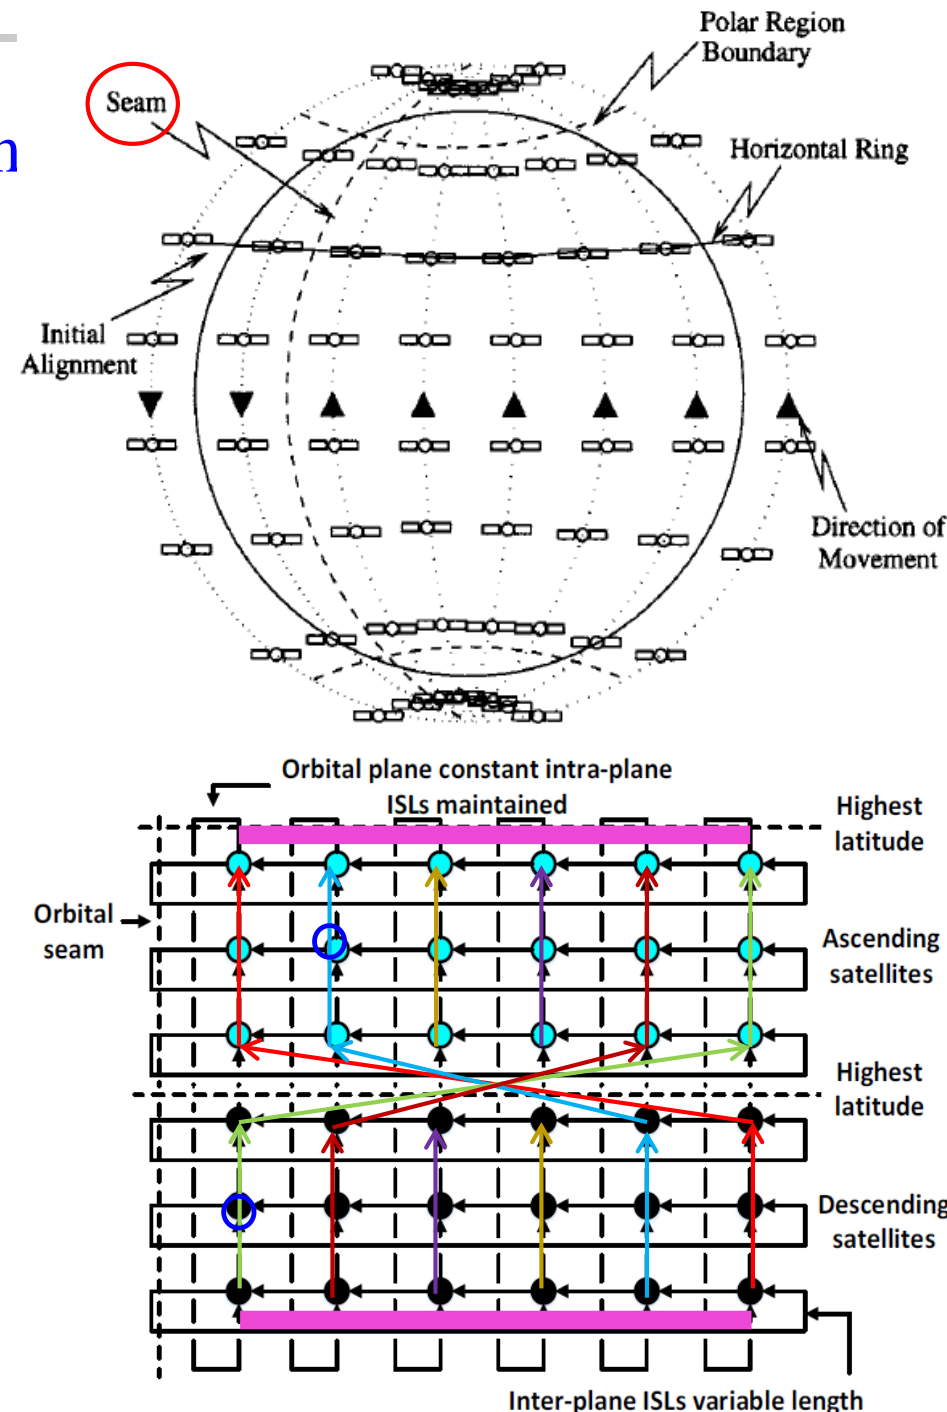 Polar Region
Boundary
Seam
n
Horizontal Ring
Initial
Alignment
Direction of
Movement
Orbital plane constant intra-plane
ISLs maintained
Highest
latitude
Orbital
seam
Ascending
satellites
Highest
latitude
Descending
satellites
Inter-plane ISLs variable length